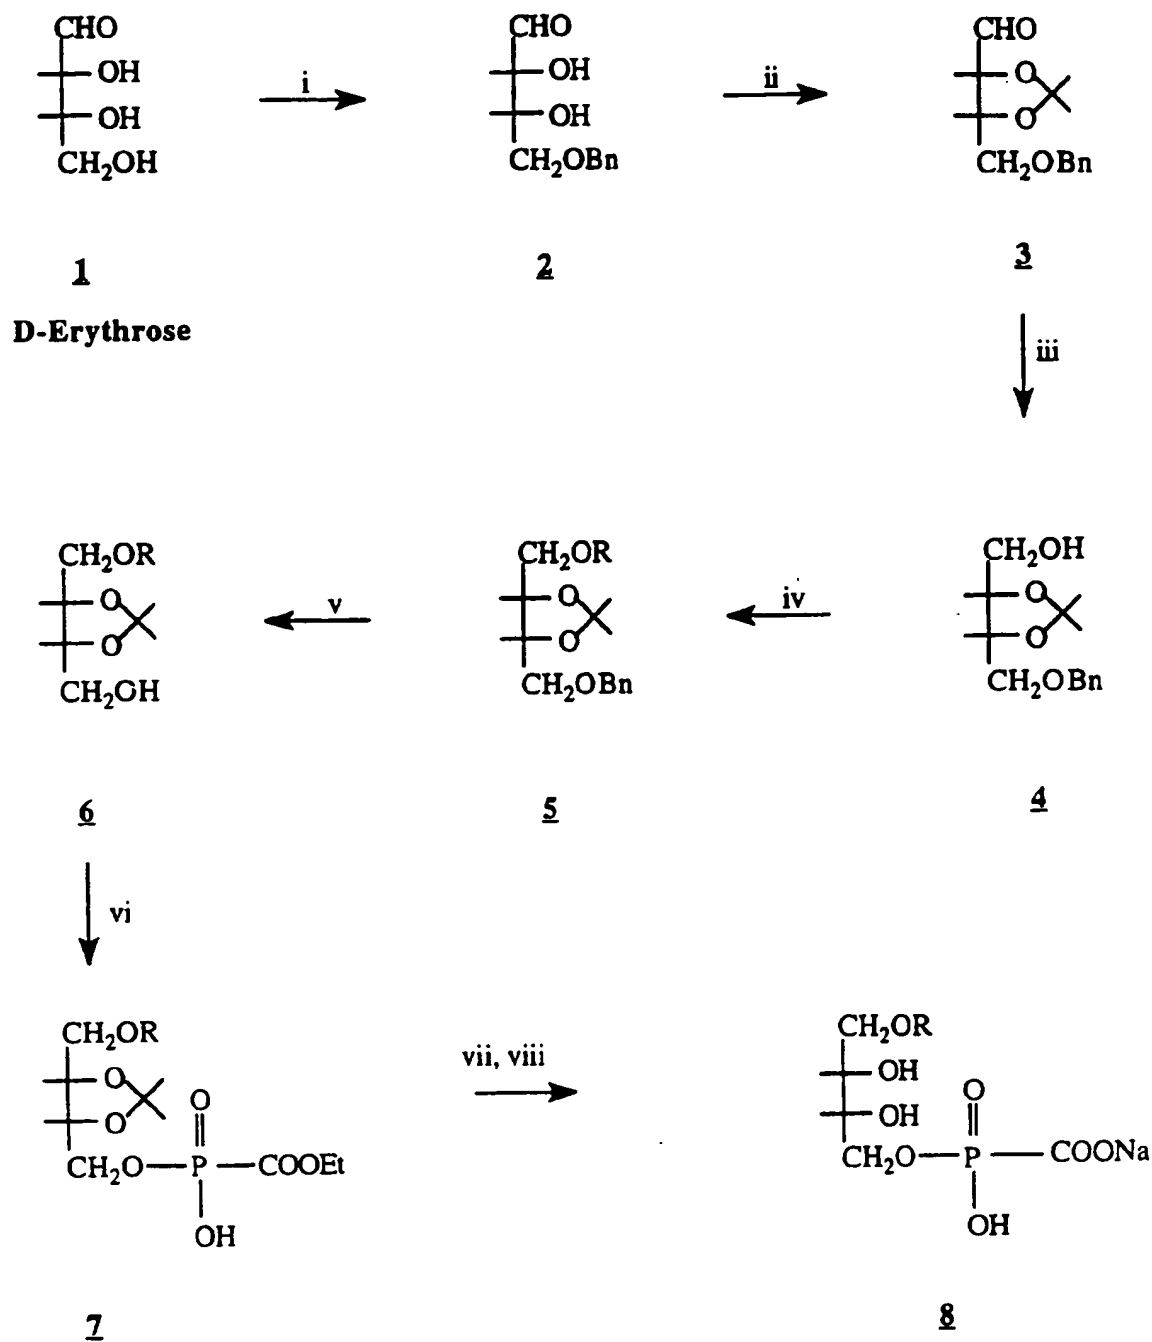 CHO
OH
OH
CH₂OH
1
D-Erythrose
i
CHO
OH
OH
CH₂OBn
2
ii
CHO
O
O
CH₂OBn
3
iii
CH₂OH
O
O
CH₂OBn
4
iv
CH₂OR
O
O
CH₂OBn
5
v
CH₂OR
O
O
CH₂OH
6
vi
CH₂OR
O
O
O
CH₂O P COOEt
OH
7
vii, viii
CH₂OR
OH
OH
O
CH₂O P COONa
OH
8